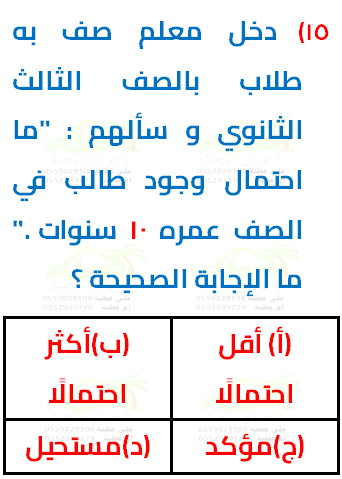 ١٥) دخل معلم صف به
طلاب بالصف الثالث
الثانوي و سألهم : "ما
احتمال وجود طالب في
الصف عمره ١٠ سنوات ."
ما الإجابة الصحيحة ؟
(أ) أقل احتمالًا
(ب)أكثر احتمالًا
(ج)مؤكد
(د)مستحيل